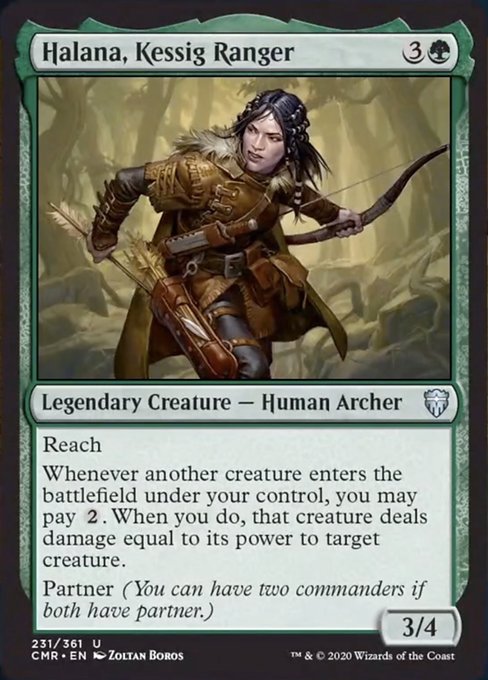 Halana, Kessig Ranger 3
Legendary Creature — Human Archer
Reach
Whenever another creature enters the
battlefield under your control, you may
pay 2. When you do, that creature deals
damage equal to its power to target
creature.
Partner (You can have two commanders if
both have partner.)
3/4
231/361 U
CMR • EN Zoltan Boros
™ & © 2020 Wizards of the Coast